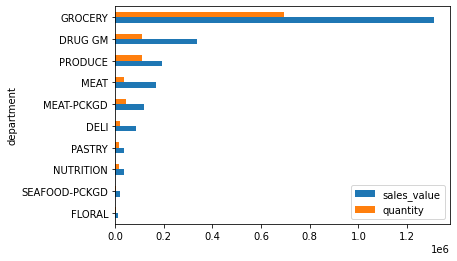 department
GROCERY
DRUG GM
PRODUCE
MEAT
MEAT-PCKGD
DELI
PASTRY
NUTRITION
SEAFOOD-PCKGD
FLORAL
sales_value
quantity
0.0 0.2 0.4 0.6 0.8 1.0 1.2
1e6